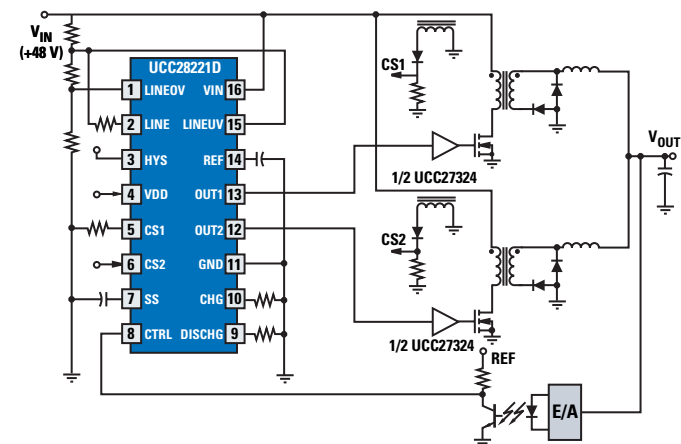 V_IN
(+48 V)
UCC28221D
1 LINEOV VIN 16
2 LINE LINEUV 15
3 HYS REF 14
4 VDD OUT1 13
5 CS1 OUT2 12
6 CS2 GND 11
7 SS CHG 10
8 CTRL DISCHG 9
CS1
1/2 UCC27324
V_OUT
CS2
1/2 UCC27324
REF
E/A